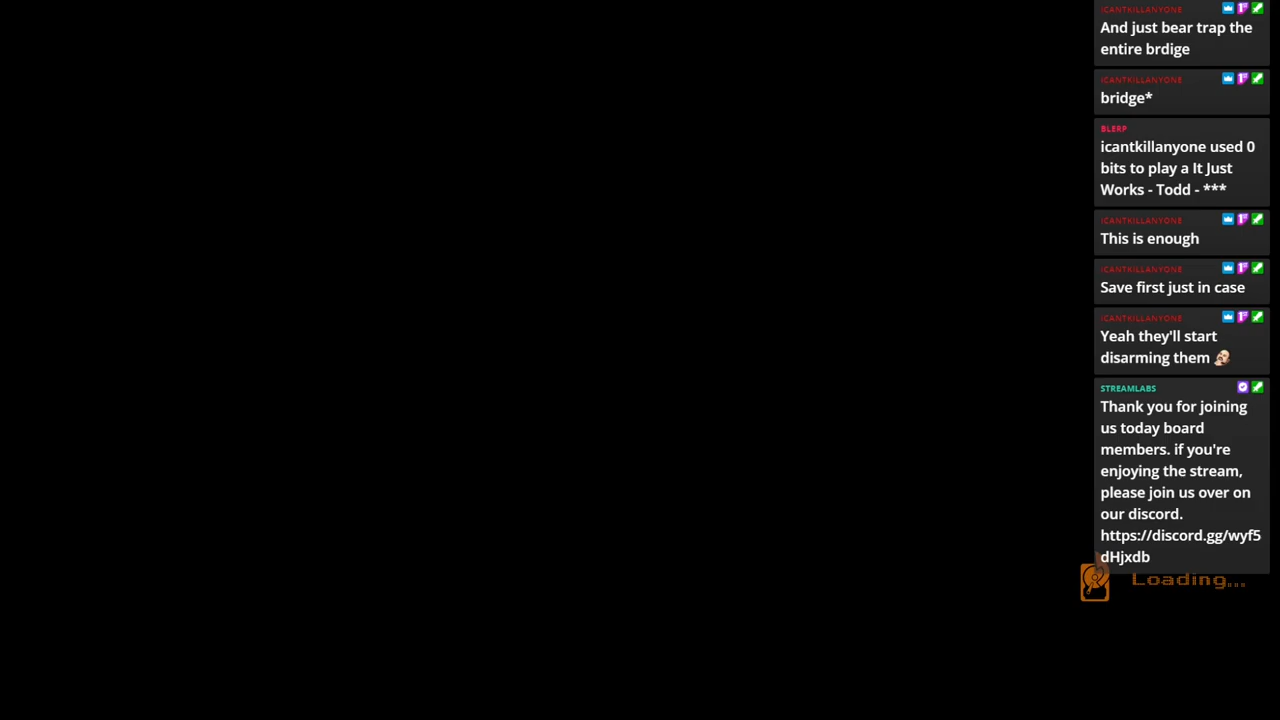 ICANTKILLANYONE
And just bear trap the
entire brdige
ICANTKILLANYONE
bridge*
BLERP
icantkillanyone used 0
bits to play a It Just
Works - Todd - ***
ICANTKILLANYONE
This is enough
ICANTKILLANYONE
Save first just in case
ICANTKILLANYONE
Yeah they'll start
disarming them
STREAMLABS
Thank you for joining
us today board
members. if you're
enjoying the stream,
please join us over on
our discord.
https://discord.gg/wyf5
dHjxdb
Loading...